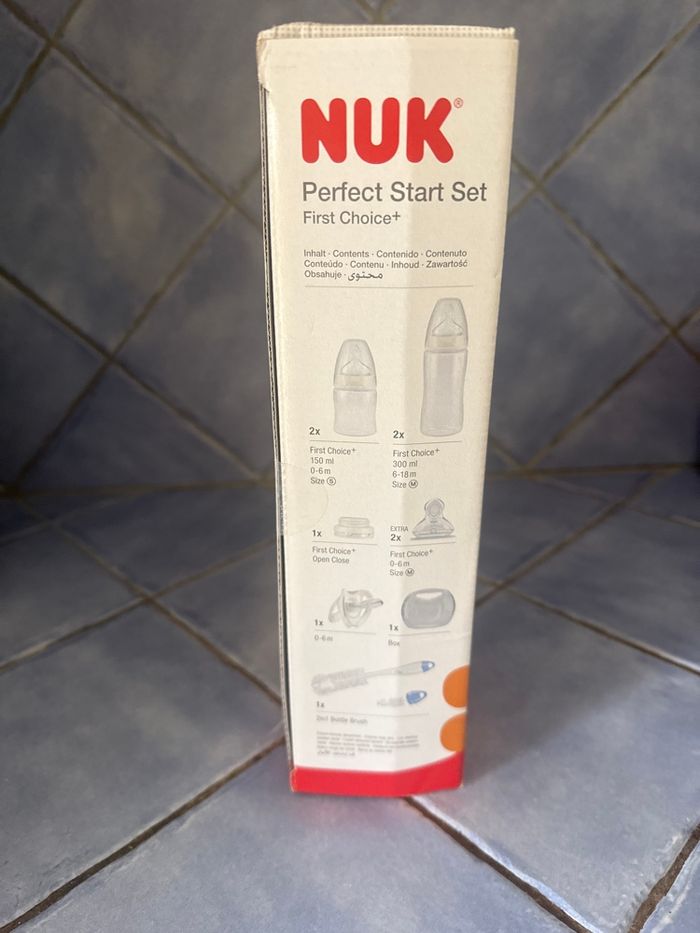 NUK®
Perfect Start Set
First Choice+
Inhalt · Contents · Contenido · Contenuto
Conteúdo · Contenu · Inhoud · Zawartość
Obsahuje · محتوى
2x
First Choice+
150 ml
0-6 m
Size S
2x
First Choice+
300 ml
6-18 m
Size M
1x
First Choice+
Open Close
EXTRA
2x
First Choice+
0-6 m
Size M
1x
0-6 m
1x
Box
1x
2in1 Bottle Brush